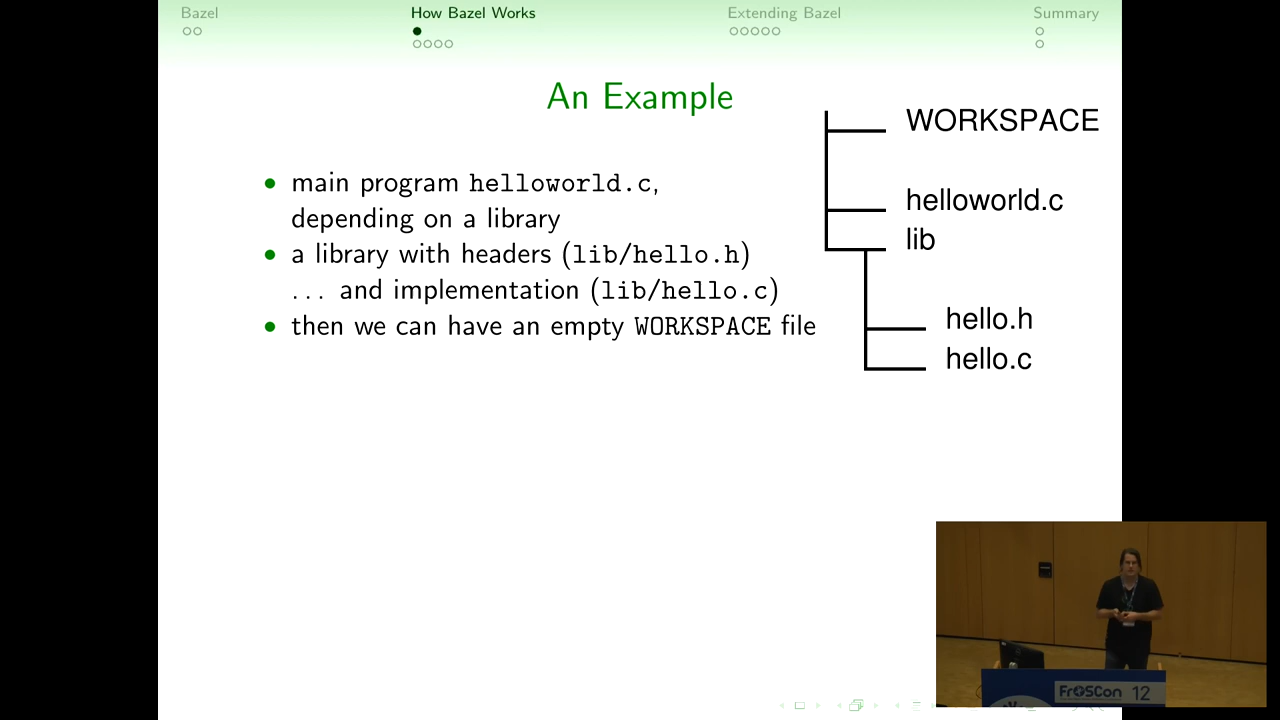 Bazel
How Bazel Works
Extending Bazel
Summary
An Example
• main program helloworld.c,
depending on a library
• a library with headers (lib/hello.h)
... and implementation (lib/hello.c)
• then we can have an empty WORKSPACE file
WORKSPACE
helloworld.c
lib
hello.h
hello.c
FrOSCon 12